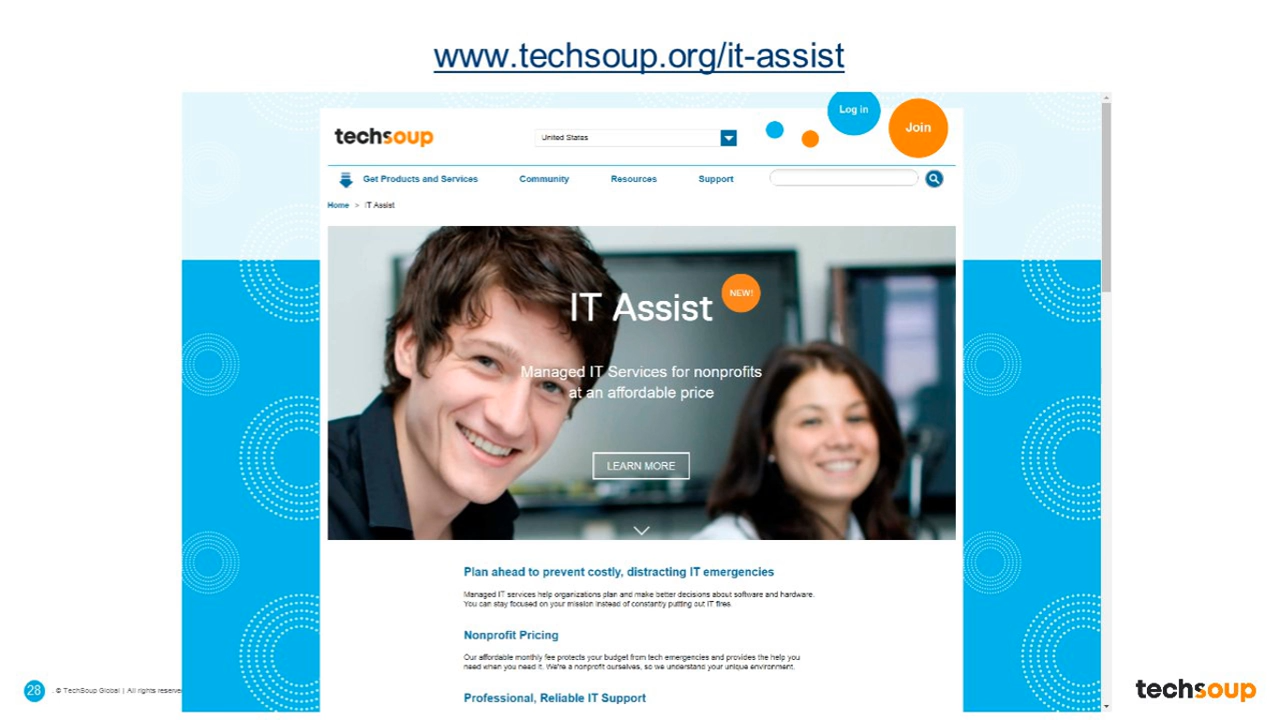 www.techsoup.org/it-assist
Log in
Join
techsoup
United States
Get Products and Services
Community
Resources
Support
Home > IT Assist
IT Assist
NEW!
Managed IT Services for nonprofits
at an affordable price
LEARN MORE
Plan ahead to prevent costly, distracting IT emergencies
Managed IT services help organizations plan and make better decisions about software and hardware.
You can stay focused on your mission instead of constantly putting out IT fires.
Nonprofit Pricing
Our affordable monthly fee protects your budget from tech emergencies and provides the help you
need when you need it. We're a nonprofit ourselves, so we understand your unique environment.
Professional, Reliable IT Support
28
. © TechSoup Global | All rights
techsoup